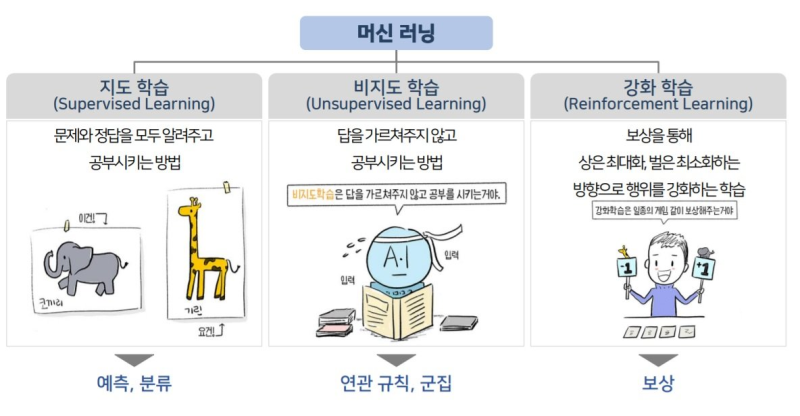 머신 러닝
지도 학습
(Supervised Learning)
문제와 정답을 모두 알려주고
공부시키는 방법
이건!
코끼리
기린
요건!
예측, 분류
비지도 학습
(Unsupervised Learning)
답을 가르쳐주지 않고
공부시키는 방법
비지도학습은 답을 가르쳐주지 않고 공부를 시키는거야.
A.I
입력
입력
연관 규칙, 군집
강화 학습
(Reinforcement Learning)
보상을 통해
상은 최대화, 벌은 최소화하는
방향으로 행위를 강화하는 학습
강화학습은 일종의 게임 같이 보상해주는거야
-1
+1
보상